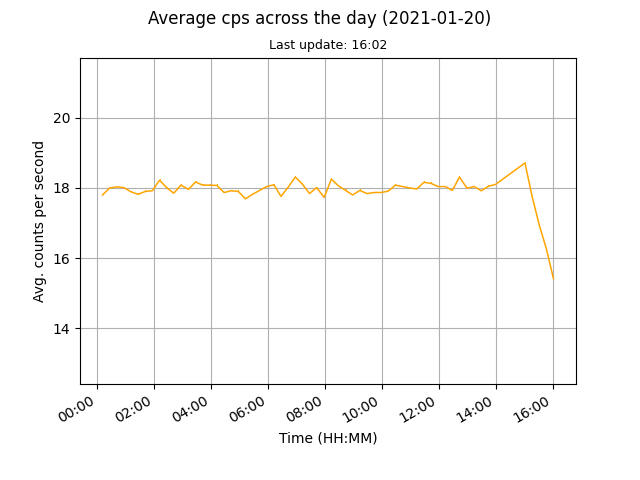 Average cps across the day (2021-01-20)
Last update: 16:02
Avg. counts per second
20
18
16
14
00:00 02:00 04:00 06:00 08:00 10:00 12:00 14:00 16:00
Time (HH:MM)